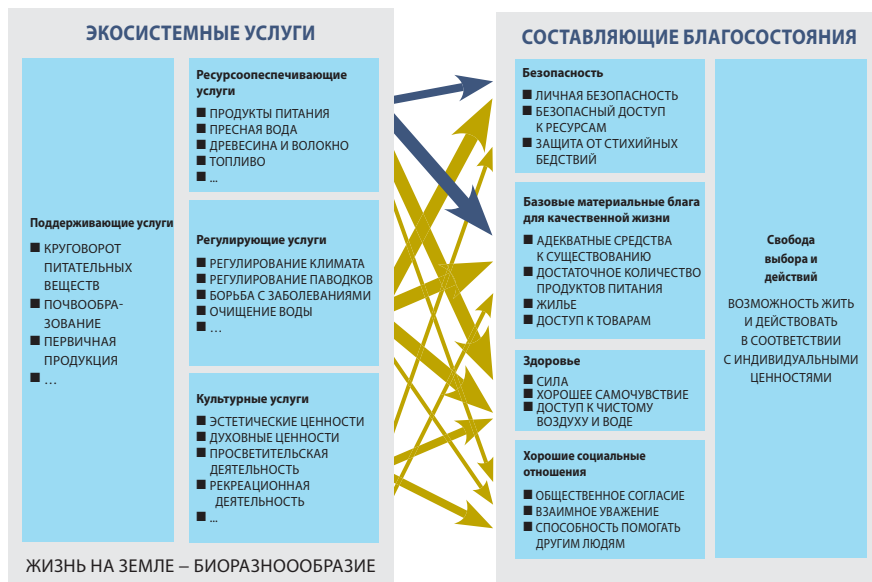 ЭКОСИСТЕМНЫЕ УСЛУГИ
Поддерживающие услуги
■ КРУГОВОРОТ
ПИТАТЕЛЬНЫХ
ВЕЩЕСТВ
■ ПОЧВООБРА-
ЗОВАНИЕ
■ ПЕРВИЧНАЯ
ПРОДУКЦИЯ
■ …
Ресурсоопеспечивающие
услуги
■ ПРОДУКТЫ ПИТАНИЯ
■ ПРЕСНАЯ ВОДА
■ ДРЕВЕСИНА И ВОЛОКНО
■ ТОПЛИВО
■ ...
Регулирующие услуги
■ РЕГУЛИРОВАНИЕ КЛИМАТА
■ РЕГУЛИРОВАНИЕ ПАВОДКОВ
■ БОРЬБА С ЗАБОЛЕВАНИЯМИ
■ ОЧИЩЕНИЕ ВОДЫ
■ …
Культурные услуги
■ ЭСТЕТИЧЕСКИЕ ЦЕННОСТИ
■ ДУХОВНЫЕ ЦЕННОСТИ
■ ПРОСВЕТИТЕЛЬСКАЯ
ДЕЯТЕЛЬНОСТЬ
■ РЕКРЕАЦИОННАЯ
ДЕЯТЕЛЬНОСТЬ
■ ...
ЖИЗНЬ НА ЗЕМЛЕ – БИОРАЗНОООБРАЗИЕ
СОСТАВЛЯЮЩИЕ БЛАГОСОСТОЯНИЯ
Безопасность
■ ЛИЧНАЯ БЕЗОПАСНОСТЬ
■ БЕЗОПАСНЫЙ ДОСТУП
К РЕСУРСАМ
■ ЗАЩИТА ОТ СТИХИЙНЫХ
БЕДСТВИЙ
Базовые материальные блага
для качественной жизни
■ АДЕКВАТНЫЕ СРЕДСТВА
К СУЩЕСТВОВАНИЮ
■ ДОСТАТОЧНОЕ КОЛИЧЕСТВО
ПРОДУКТОВ ПИТАНИЯ
■ ЖИЛЬЕ
■ ДОСТУП К ТОВАРАМ
Здоровье
■ СИЛА
■ ХОРОШЕЕ САМОЧУВСТВИЕ
■ ДОСТУП К ЧИСТОМУ
ВОЗДУХУ И ВОДЕ
Хорошие социальные
отношения
■ ОБЩЕСТВЕННОЕ СОГЛАСИЕ
■ ВЗАИМНОЕ УВАЖЕНИЕ
■ СПОСОБНОСТЬ ПОМОГАТЬ
ДРУГИМ ЛЮДЯМ
Свобода
выбора и
действий
ВОЗМОЖНОСТЬ ЖИТЬ
И ДЕЙСТВОВАТЬ
В СООТВЕТСТВИИ
С ИНДИВИДУАЛЬНЫМИ
ЦЕННОСТЯМИ